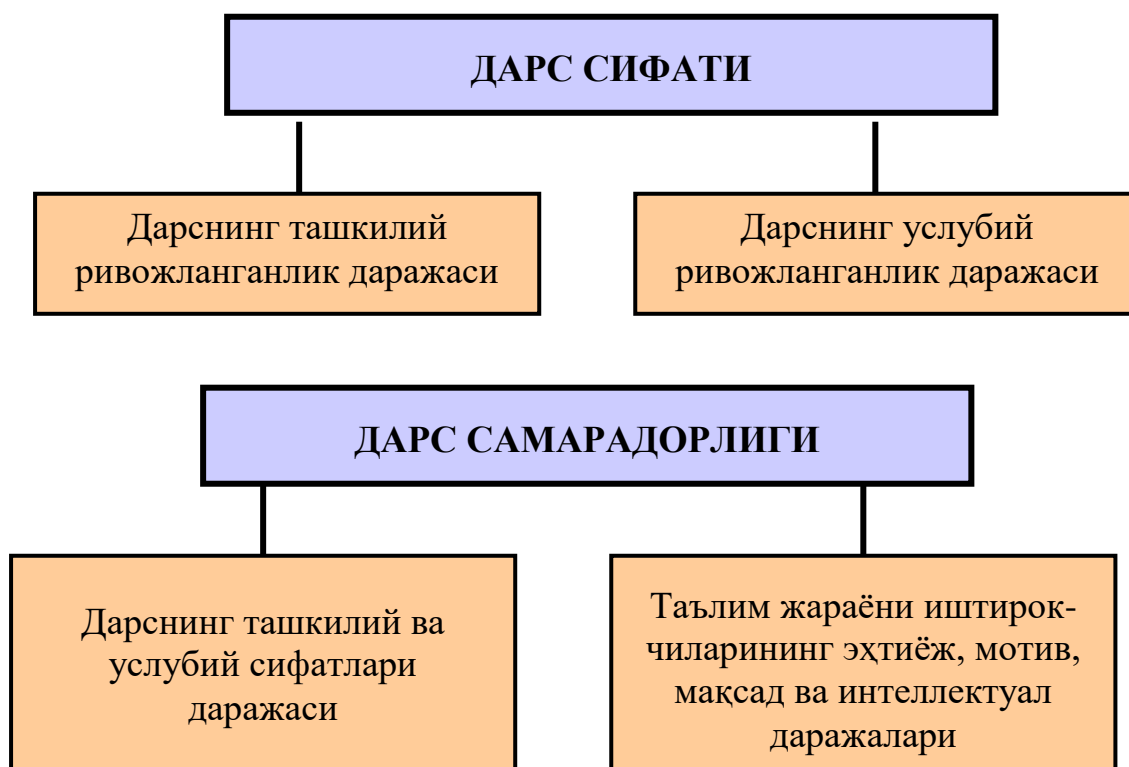 ДАРС СИФАТИ
Дарснинг ташкилий
ривожланганлик даражаси
Дарснинг услубий
ривожланганлик даражаси
ДАРС САМАРАДОРЛИГИ
Дарснинг ташкилий ва
услубий сифатлари
даражаси
Таълим жараёни иштирок-
чиларининг эҳтиёж, мотив,
мақсад ва интеллектуал
даражалари